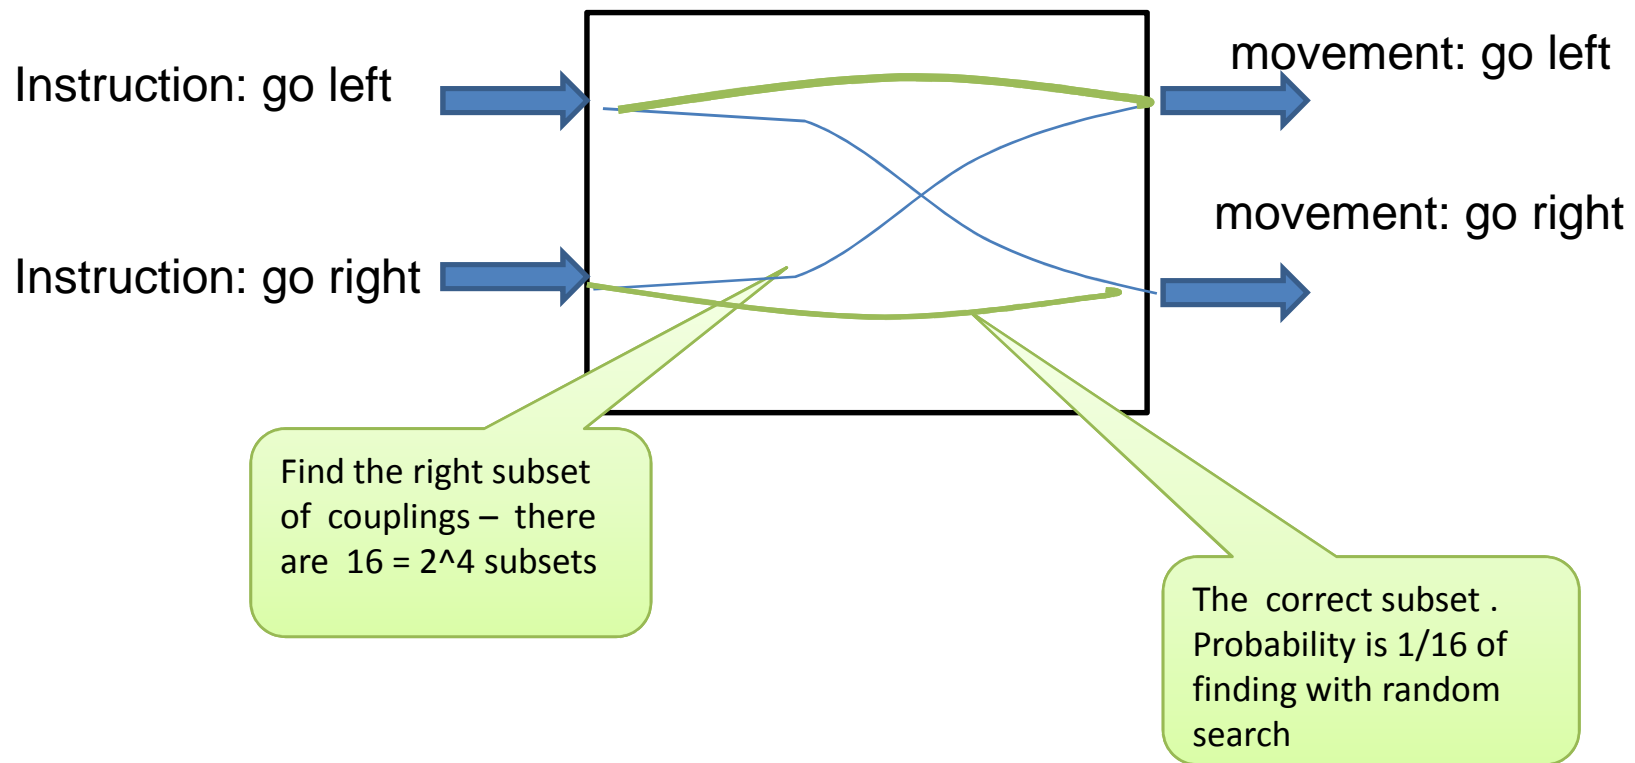 Instruction: go left
movement: go left
movement: go right
Instruction: go right
Find the right subset
of couplings – there
are 16 = 2^4 subsets
The correct subset .
Probability is 1/16 of
finding with random
search